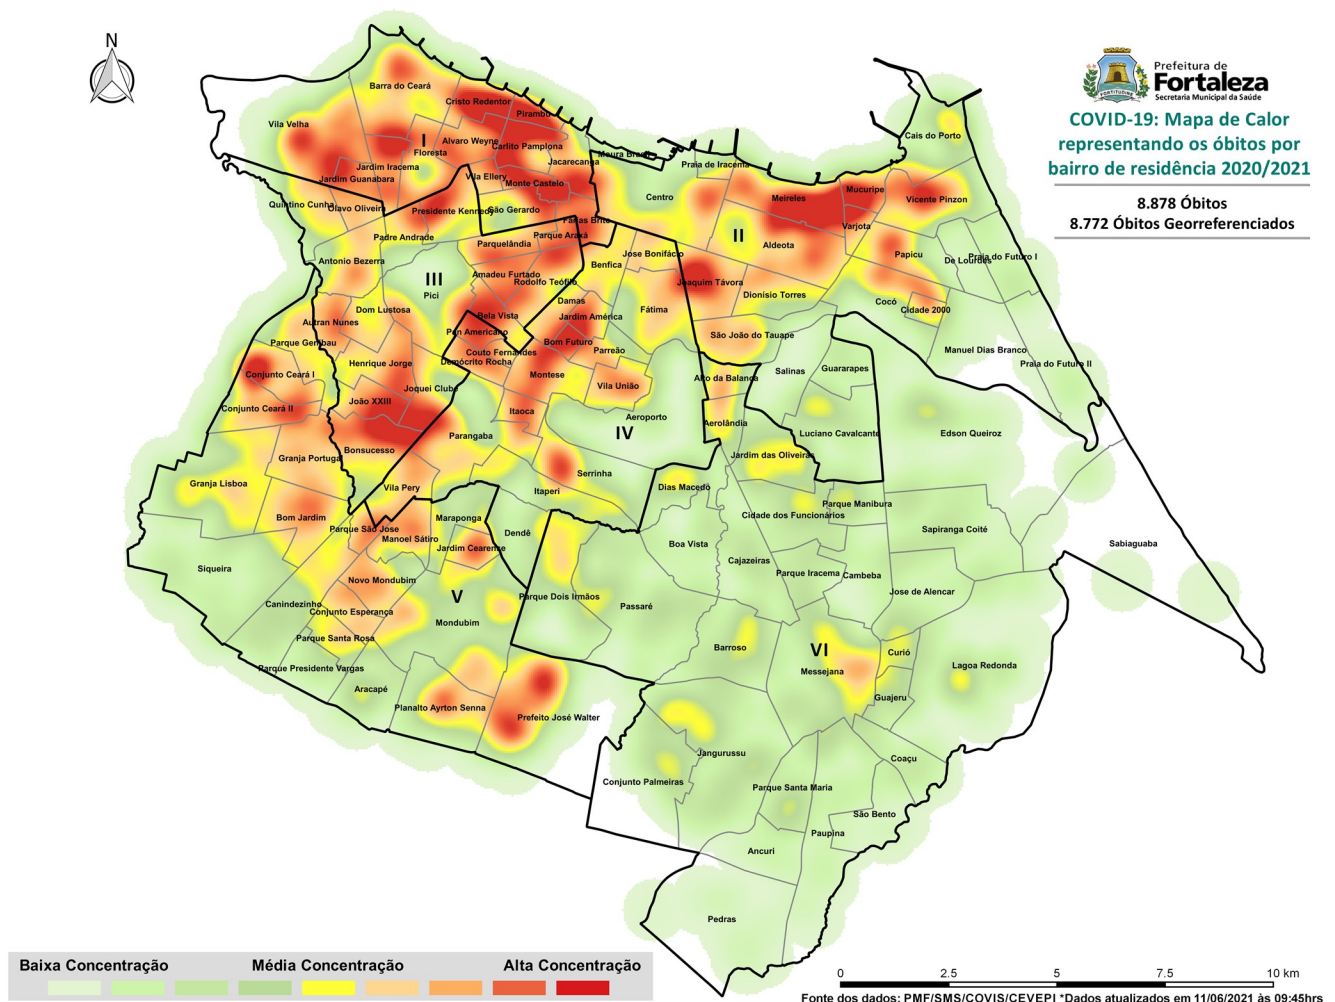 N
Prefeitura de
Fortaleza
Secretaria Municipal da Saúde
FORTITUDINE
COVID-19: Mapa de Calor
representando os óbitos por
bairro de residência 2020/2021
8.878 Óbitos
8.772 Óbitos Georreferenciados
Barra do Ceará
Cristo Redentor
Pirambu
Vila Velha
I
Floresta
Alvaro Weyne
Carlito Pamplona
Jacarecanga
Moura Brasil
Praia de Iracema
Cais do Porto
Jardim Iracema
Jardim Guanabara
Vila Ellery
Monte Castelo
Centro
Meireles
Mucuripe
Vicente Pinzon
Quintino Cunha
Olavo Oliveira
Presidente Kennedy
São Gerardo
Farias Brito
Parque Araxá
Varjota
II
Aldeota
Padre Andrade
Parquelândia
Antonio Bezerra
III
Pici
Amadeu Furtado
Rodolfo Teófilo
Benfica
Jose Bonifácio
Joaquim Távora
Papicu
De Lourdes
Praia do Futuro I
Dionísio Torres
Cocó
Cidade 2000
Dom Lustosa
Autran Nunes
Bela Vista
Damas
Jardim América
Fátima
Pan Americano
São João do Tauape
Parque Genibau
Bom Futuro
Parreão
Couto Fernandes
Demócrito Rocha
Henrique Jorge
Manuel Dias Branco
Praia do Futuro II
Conjunto Ceará I
Montese
Vila União
Alto da Balança
Salinas
Guararapes
Joquei Clube
João XXIII
Conjunto Ceará II
Itaoca
Aeroporto
IV
Aerolândia
Luciano Cavalcante
Edson Queiroz
Parangaba
Bonsucesso
Granja Portugal
Jardim das Oliveiras
Granja Lisboa
Vila Pery
Serrinha
Itaperi
Dias Macedo
Bom Jardim
Parque São Jose
Manoel Sátiro
Maraponga
Jardim Cearense
Dendê
Cidade dos Funcionários
Parque Manibura
Sapiranga Coité
Sabiaguaba
Boa Vista
Cajazeiras
Parque Iracema
Cambeba
Jose de Alencar
Siqueira
Novo Mondubim
V
Mondubim
Parque Dois Irmãos
Passaré
Canindezinho
Conjunto Esperança
Parque Santa Rosa
Barroso
VI
Messejana
Curió
Lagoa Redonda
Guajeru
Parque Presidente Vargas
Aracapé
Planalto Ayrton Senna
Prefeito José Walter
Jangurussu
Coaçu
Conjunto Palmeiras
Parque Santa Maria
São Bento
Paupina
Ancuri
Pedras
Baixa Concentração
Média Concentração
Alta Concentração
0 2.5 5 7.5 10 km
Fonte dos dados: PMF/SMS/COVIS/CEVEPI *Dados atualizados em 11/06/2021 às 09:45hrs